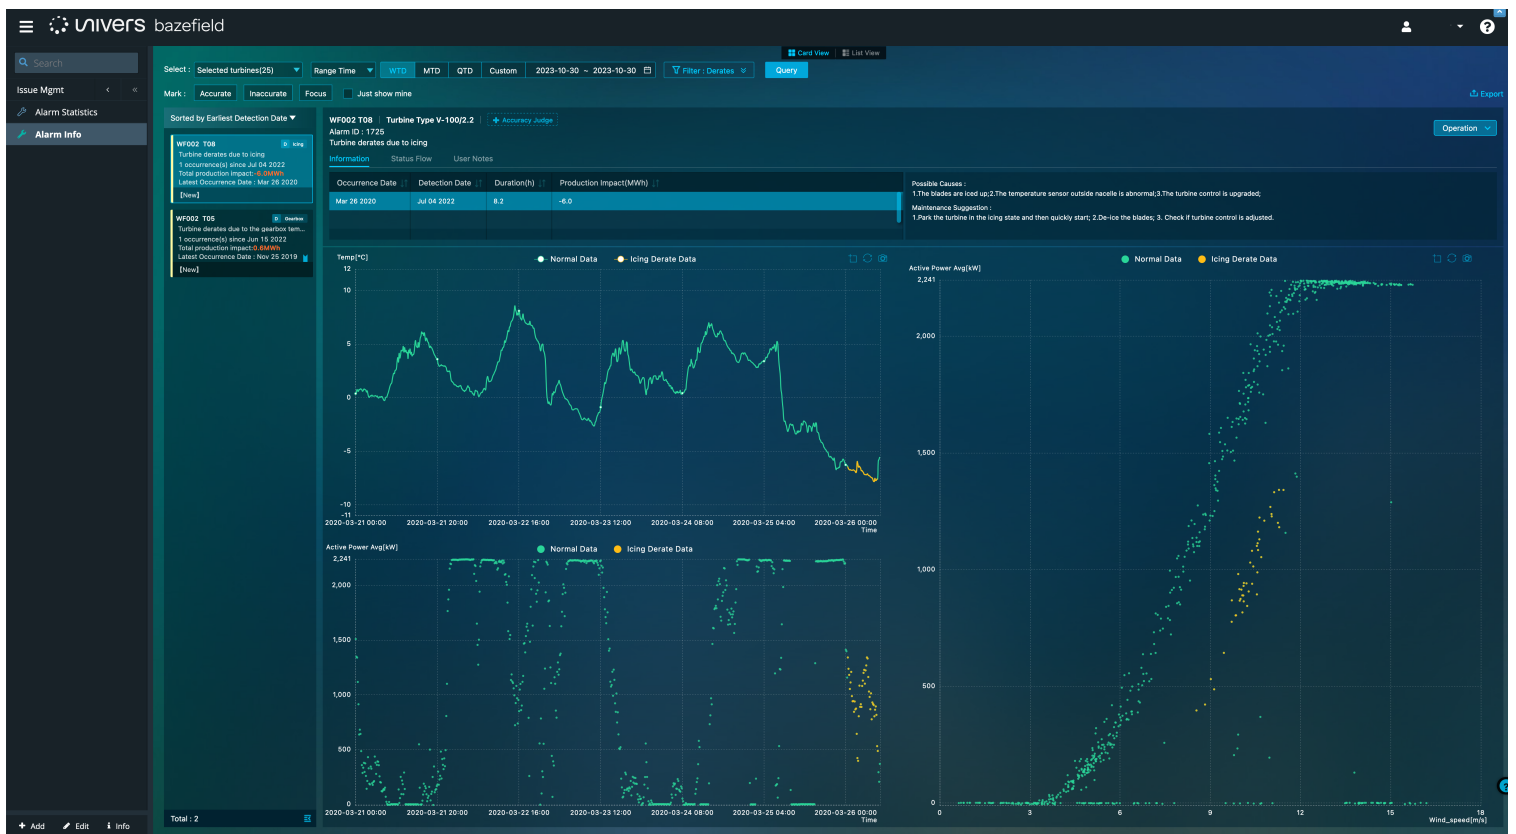 univers bazefield
Search
Issue Mgmt
Alarm Statistics
Alarm Info
Card View
List View
Select :
Selected turbines(25)
Range Time
WTD
MTD
QTD
Custom
2023-10-30 ~ 2023-10-30
Filter : Derates
Query
Mark :
Accurate
Inaccurate
Focus
Just show mine
Export
Sorted by Earliest Detection Date
WF002 T08
D Icing
Turbine derates due to icing
1 occurrence(s) since Jul 04 2022
Total production impact:-6.0MWh
Latest Occurrence Date : Mar 26 2020
[New]
WF002 T05
D Gearbox
Turbine derates due to the gearbox tem...
1 occurrence(s) since Jun 15 2022
Total production impact:0.6MWh
Latest Occurrence Date : Nov 25 2019
[New]
Total : 2
WF002 T08
Turbine Type V-100/2.2
Accuracy Judge
Alarm ID : 1725
Turbine derates due to icing
Operation
Information
Status Flow
User Notes
Occurrence Date
Detection Date
Duration(h)
Production Impact(MWh)
Mar 26 2020
Jul 04 2022
8.2
-6.0
Possible Causes :
1.The blades are iced up;2.The temperature sensor outside nacelle is abnormal;3.The turbine control is upgraded;
Maintenance Suggestion :
1.Park the turbine in the icing state and then quickly start; 2.De-ice the blades; 3. Check if turbine control is adjusted.
Temp[°C]
Normal Data
Icing Derate Data
12
10
5
0
-5
-10
-11
2020-03-21 00:00
2020-03-21 20:00
2020-03-22 16:00
2020-03-23 12:00
2020-03-24 08:00
2020-03-25 04:00
2020-03-26 00:00
Time
Active Power Avg[kW]
Normal Data
Icing Derate Data
2,241
2,000
1,500
1,000
500
0
2020-03-21 00:00
2020-03-21 20:00
2020-03-22 16:00
2020-03-23 12:00
2020-03-24 08:00
2020-03-25 04:00
2020-03-26 00:00
Time
Active Power Avg[kW]
Normal Data
Icing Derate Data
2,241
2,000
1,500
1,000
500
0
0
3
6
9
12
15
18
Wind_speed[m/s]
Add
Edit
Info